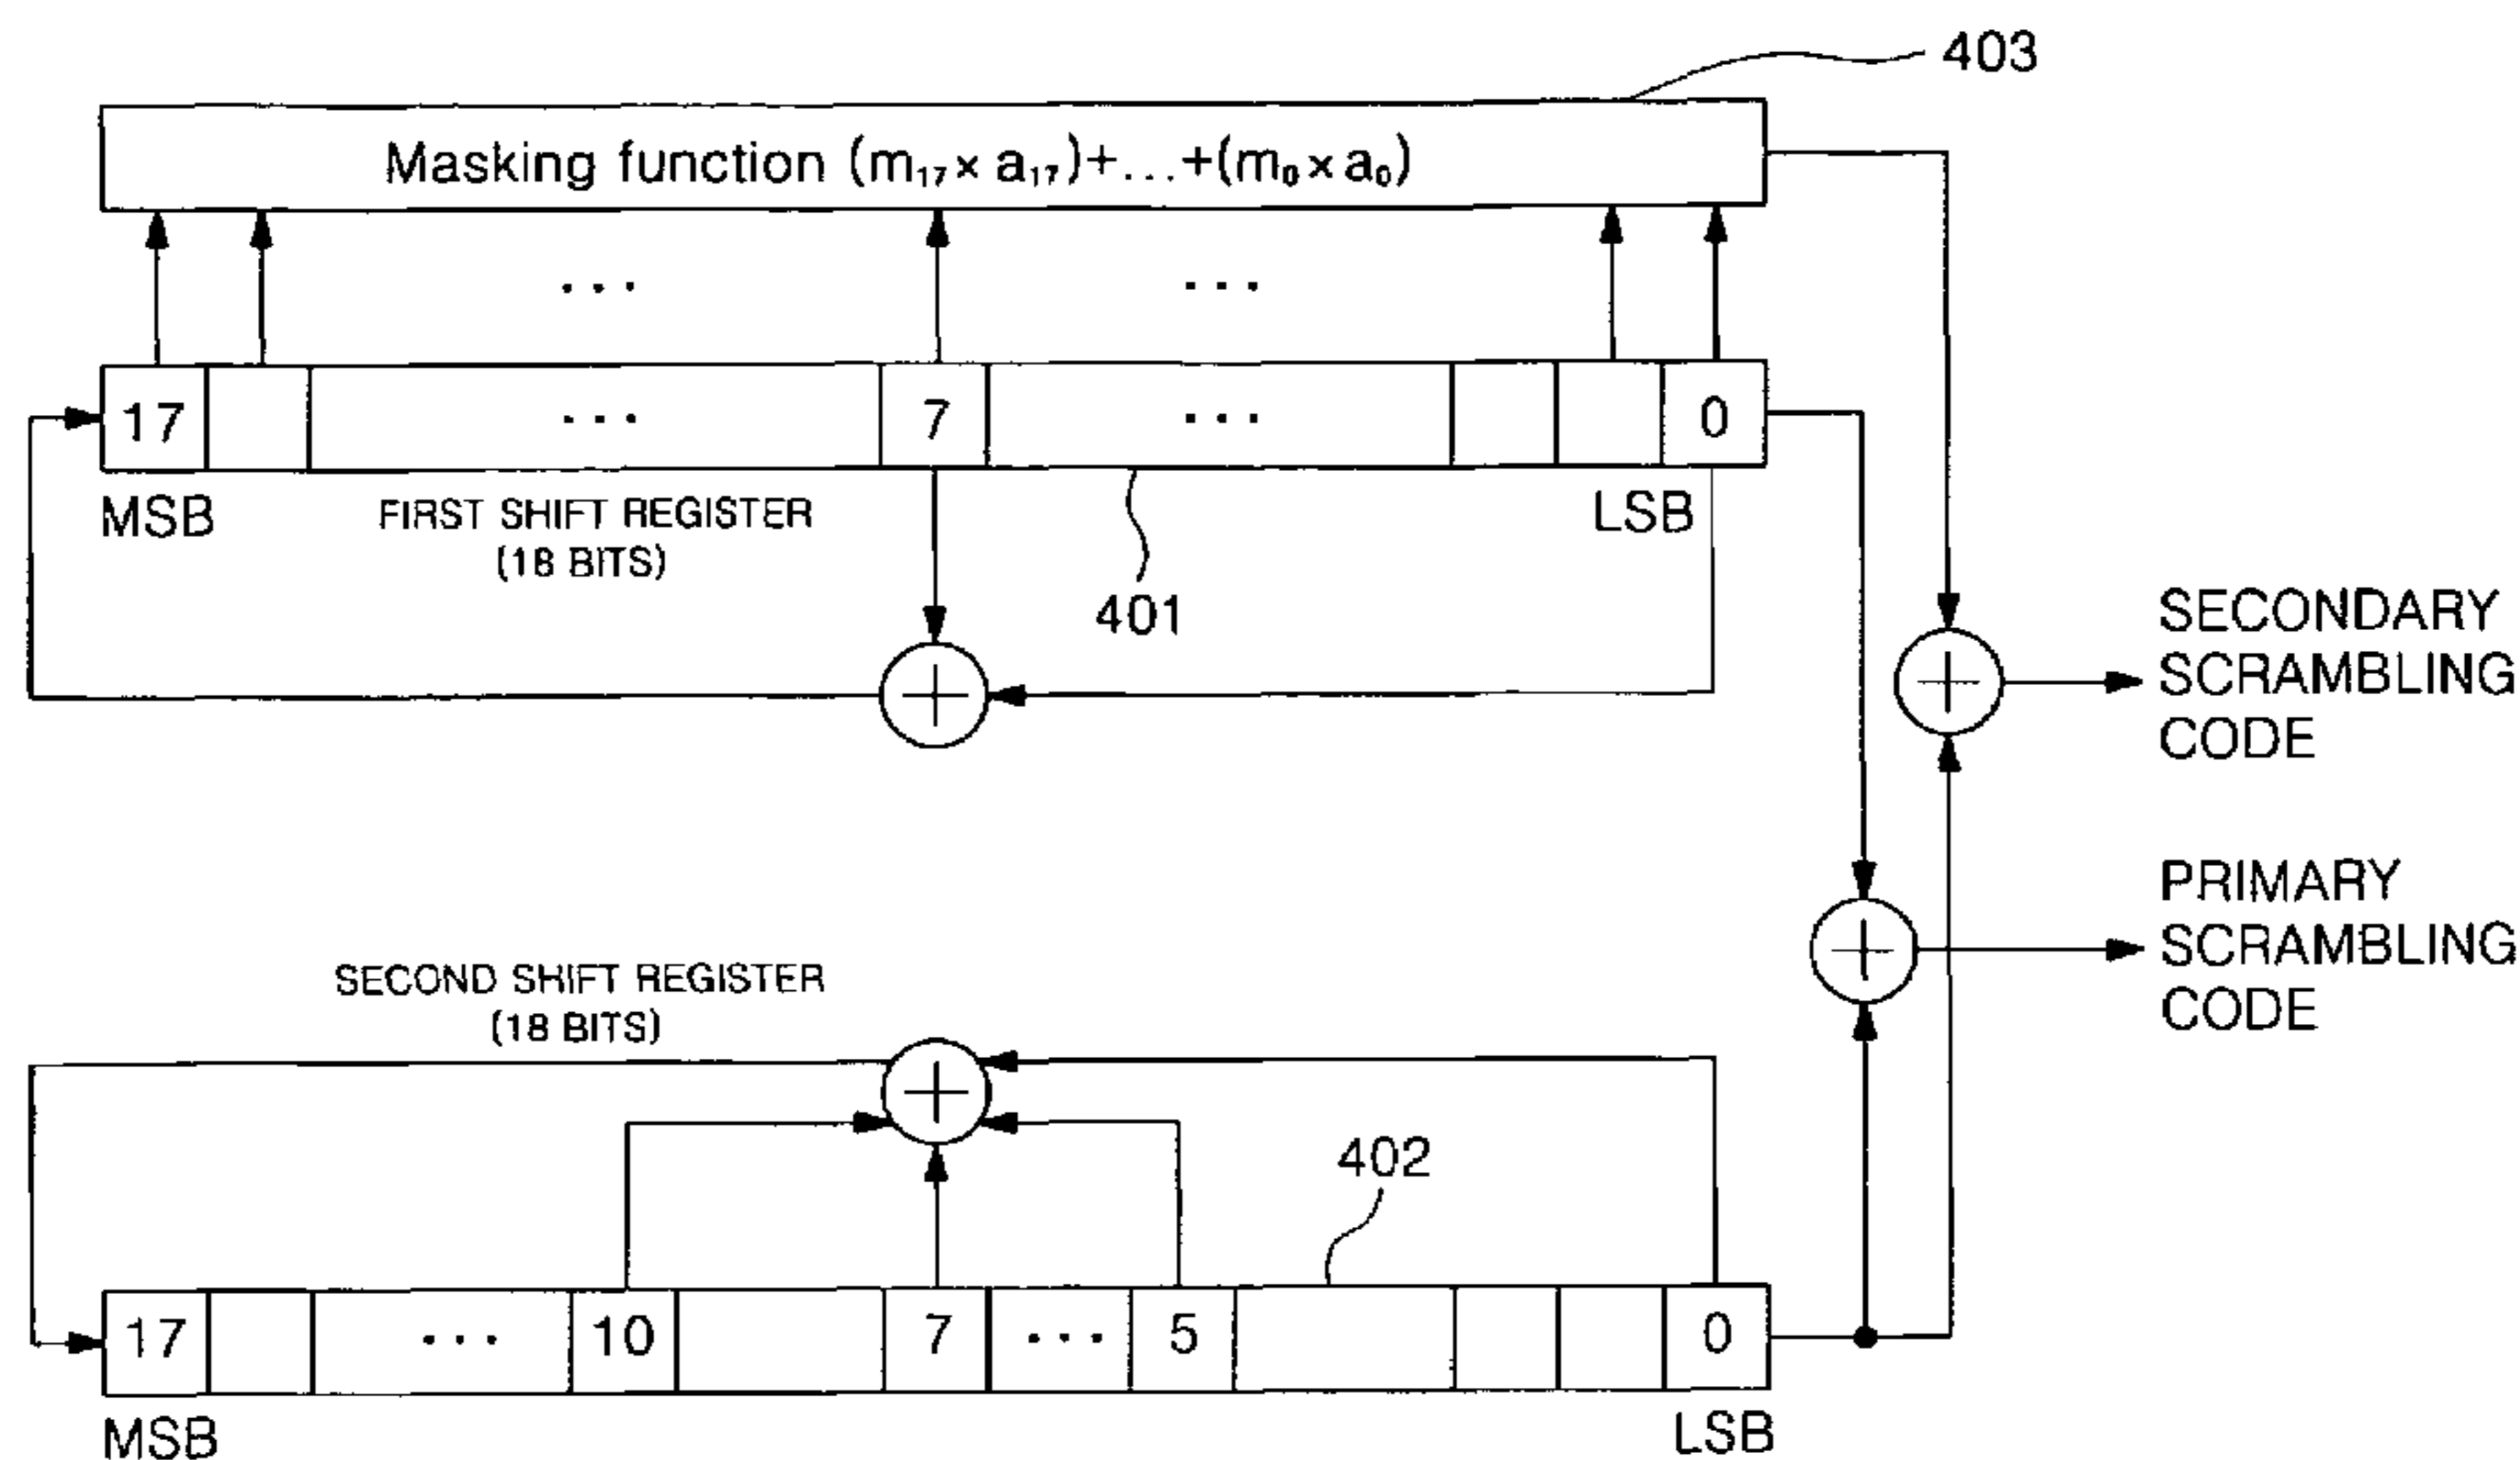 403
Masking function (m₁₇× a₁₇)+...+(m₀×a₀)
... ...
17 ... 7 ... 0
MSB
FIRST SHIFT REGISTER
(18 BITS)
LSB
401
SECONDARY
SCRAMBLING
CODE
PRIMARY
SCRAMBLING
CODE
SECOND SHIFT REGISTER
(18 BITS)
402
17 ... 10 7 ... 5 0
MSB
LSB